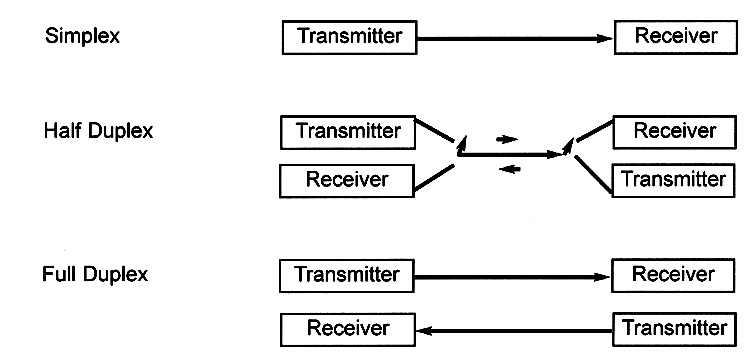 Simplex Transmitter Receiver
Half Duplex Transmitter Receiver
Receiver Transmitter
Full Duplex Transmitter Receiver
Receiver Transmitter